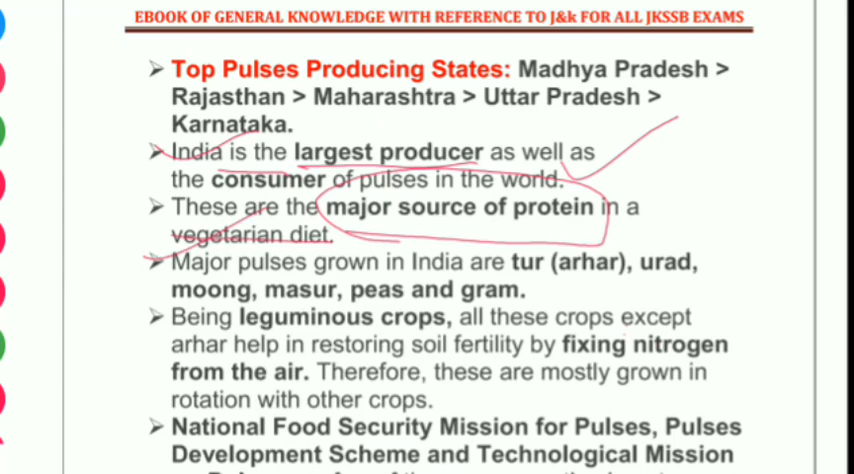 EBOOK OF GENERAL KNOWLEDGE WITH REFERENCE TO J&k FOR ALL JKSSB EXAMS
➢ Top Pulses Producing States: Madhya Pradesh >
Rajasthan > Maharashtra > Uttar Pradesh >
Karnataka.
➢ India is the largest producer as well as
the consumer of pulses in the world.
➢ These are the major source of protein in a
vegetarian diet.
➢ Major pulses grown in India are tur (arhar), urad,
moong, masur, peas and gram.
➢ Being leguminous crops, all these crops except
arhar help in restoring soil fertility by fixing nitrogen
from the air. Therefore, these are mostly grown in
rotation with other crops.
➢ National Food Security Mission for Pulses, Pulses
Development Scheme and Technological Mission